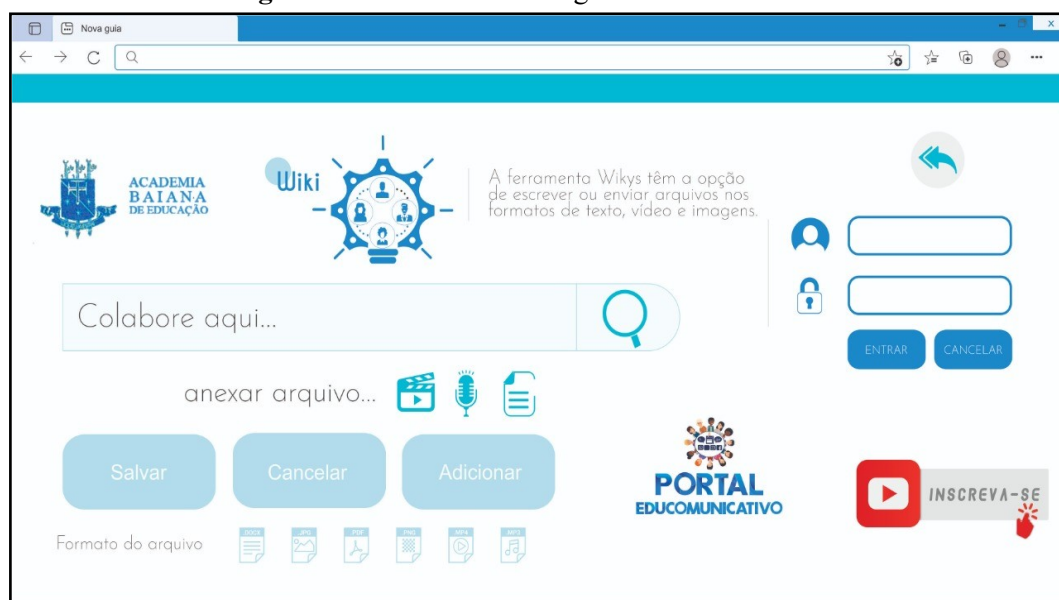 Nova guia
ACADEMIA
BAIANA
DE EDUCAÇÃO
Wiki
A ferramenta Wikys têm a opção
de escrever ou enviar arquivos nos
formatos de texto, vídeo e imagens.
Colabore aqui...
ENTRAR
CANCELAR
anexar arquivo...
Salvar
Cancelar
Adicionar
PORTAL
EDUCOMUNICATIVO
INSCREVA-SE
Formato do arquivo
DOCX
JPG
PDF
PNG
MP4
MP3